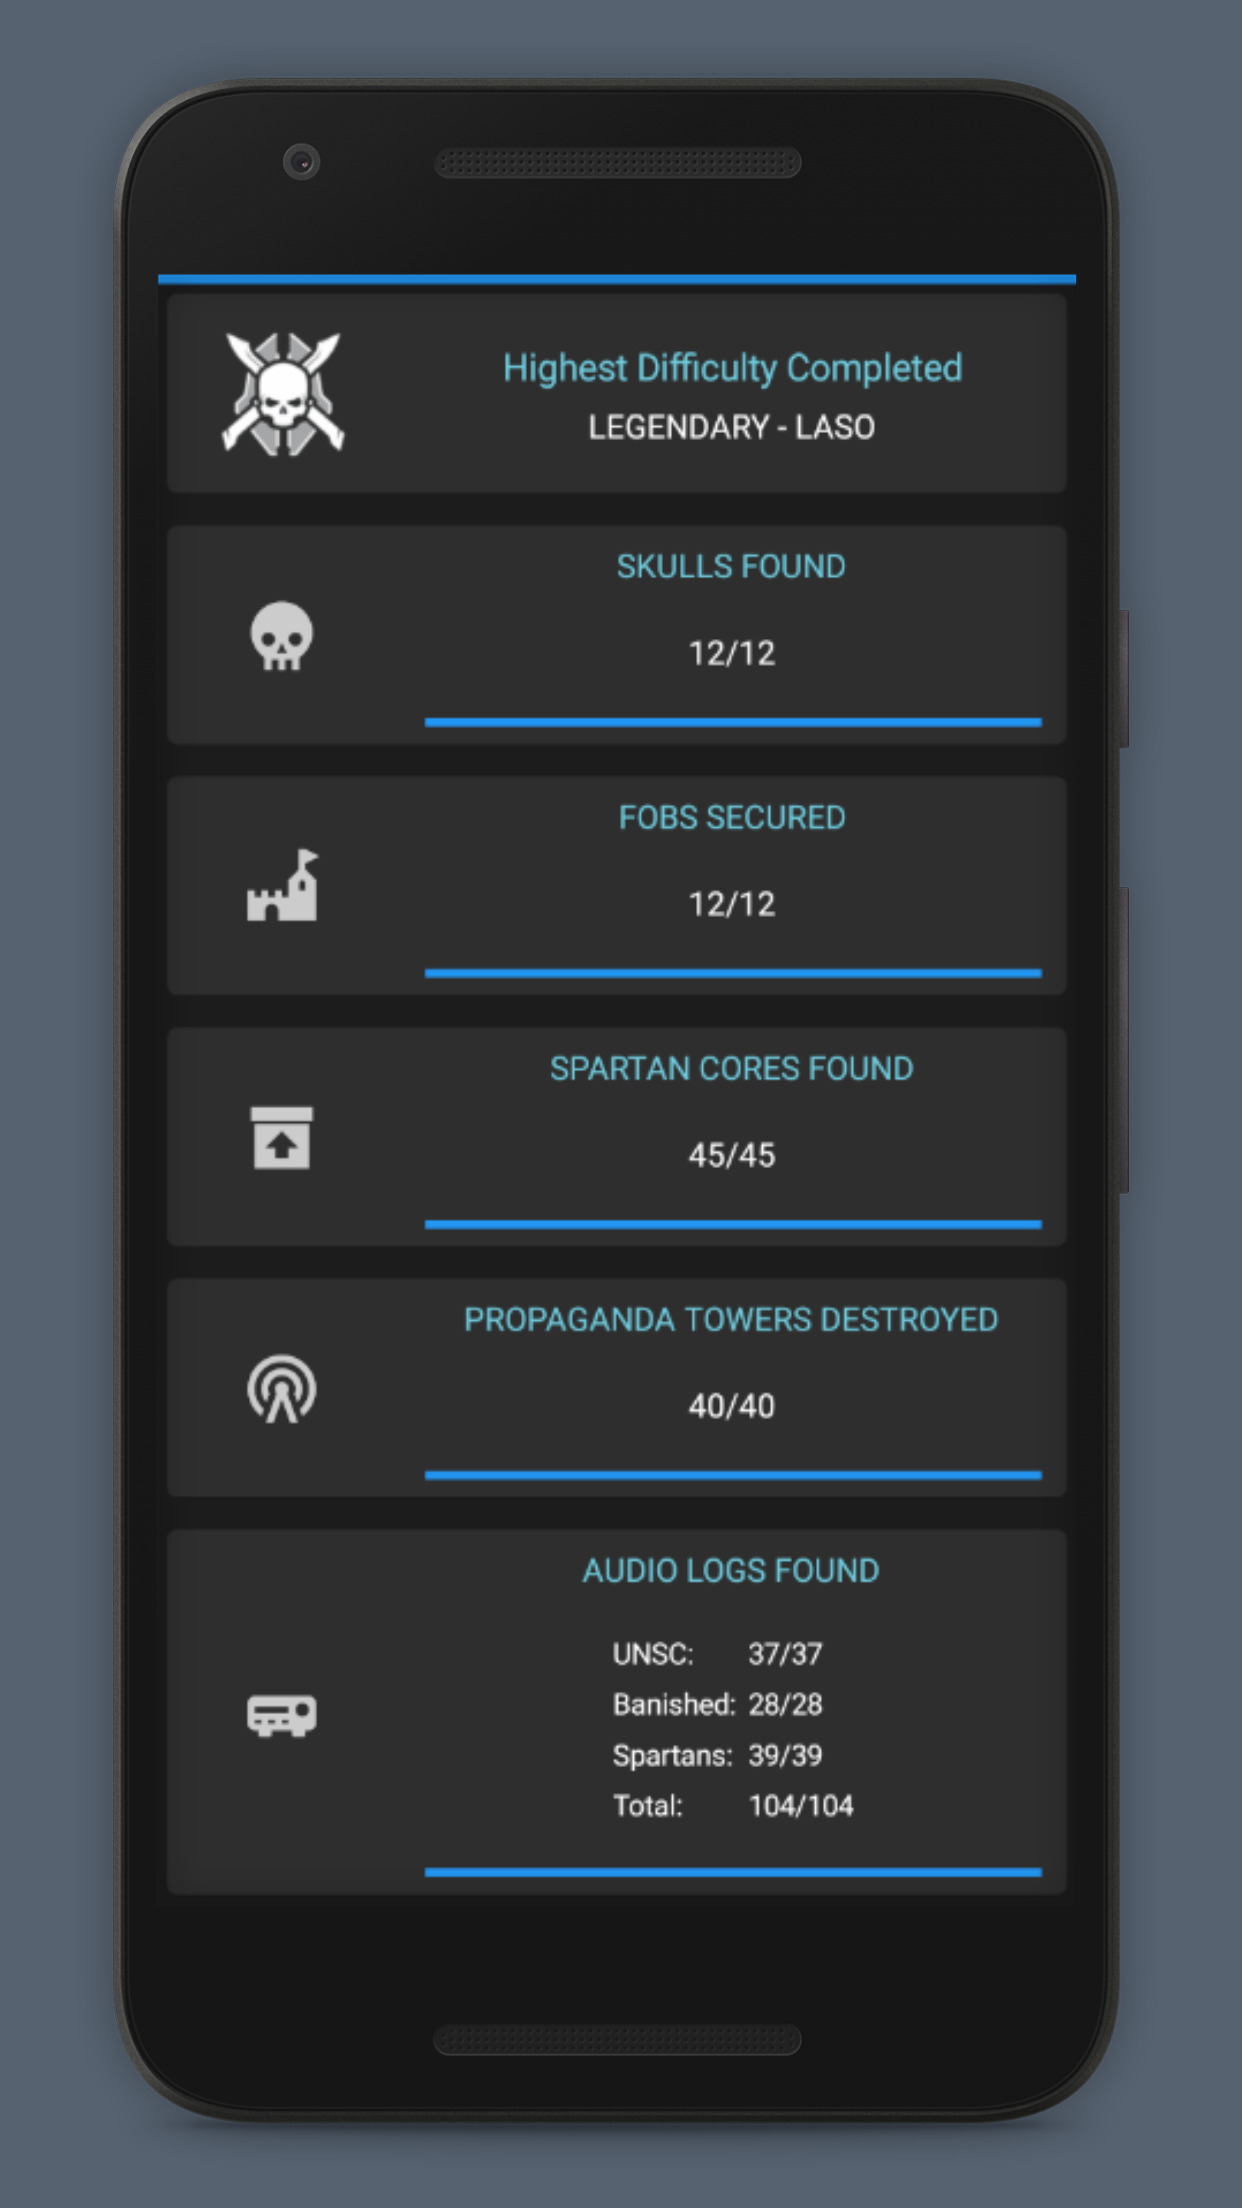 Highest Difficulty Completed
LEGENDARY - LASO
SKULLS FOUND
12/12
FOBS SECURED
12/12
SPARTAN CORES FOUND
45/45
PROPAGANDA TOWERS DESTROYED
40/40
AUDIO LOGS FOUND
UNSC: 37/37
Banished: 28/28
Spartans: 39/39
Total: 104/104